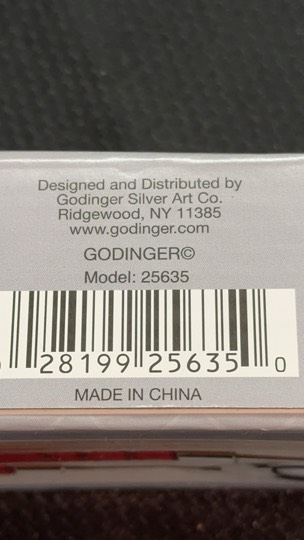 Designed and Distributed by
Godinger Silver Art Co.
Ridgewood, NY 11385
www.godinger.com
GODINGER©
Model: 25635
28199 25635 0
MADE IN CHINA